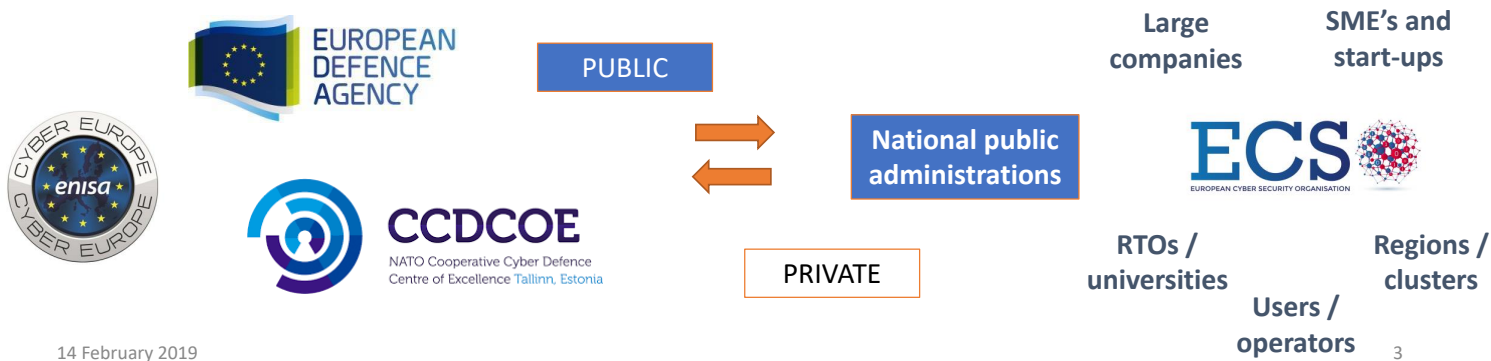 EUROPEAN
DEFENCE
AGENCY
PUBLIC
Large
companies
SME's and
start-ups
CYBER EUROPE
enisa
CYBER EUROPE
National public
administrations
ECS
EUROPEAN CYBER SECURITY ORGANISATION
CCDCOE
NATO Cooperative Cyber Defence
Centre of Excellence Tallinn, Estonia
PRIVATE
RTOs /
universities
Regions /
clusters
Users /
operators
14 February 2019
3